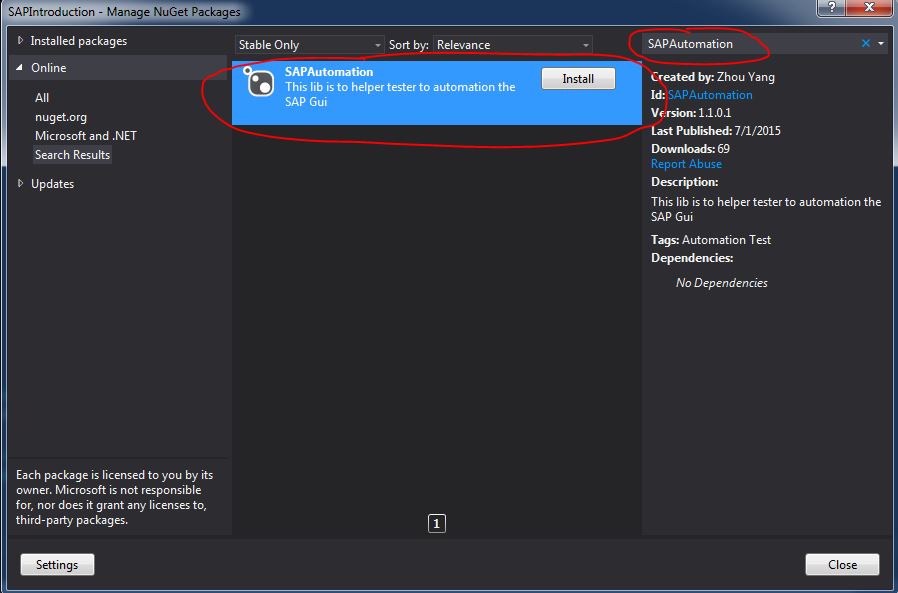 SAPIntroduction - Manage NuGet Packages
?
X
Installed packages
Online
All
nuget.org
Microsoft and .NET
Search Results
Updates
Each package is licensed to you by its
owner. Microsoft is not responsible
for, nor does it grant any licenses to,
third-party packages.
Stable Only
Sort by: Relevance
SAPAutomation
This lib is to helper tester to automation the
SAP Gui
Install
1
SAPAutomation
Created by: Zhou Yang
Id: SAPAutomation
Version: 1.1.0.1
Last Published: 7/1/2015
Downloads: 69
Report Abuse
Description:
This lib is to helper tester to automation the
SAP Gui
Tags: Automation Test
Dependencies:
No Dependencies
Settings
Close